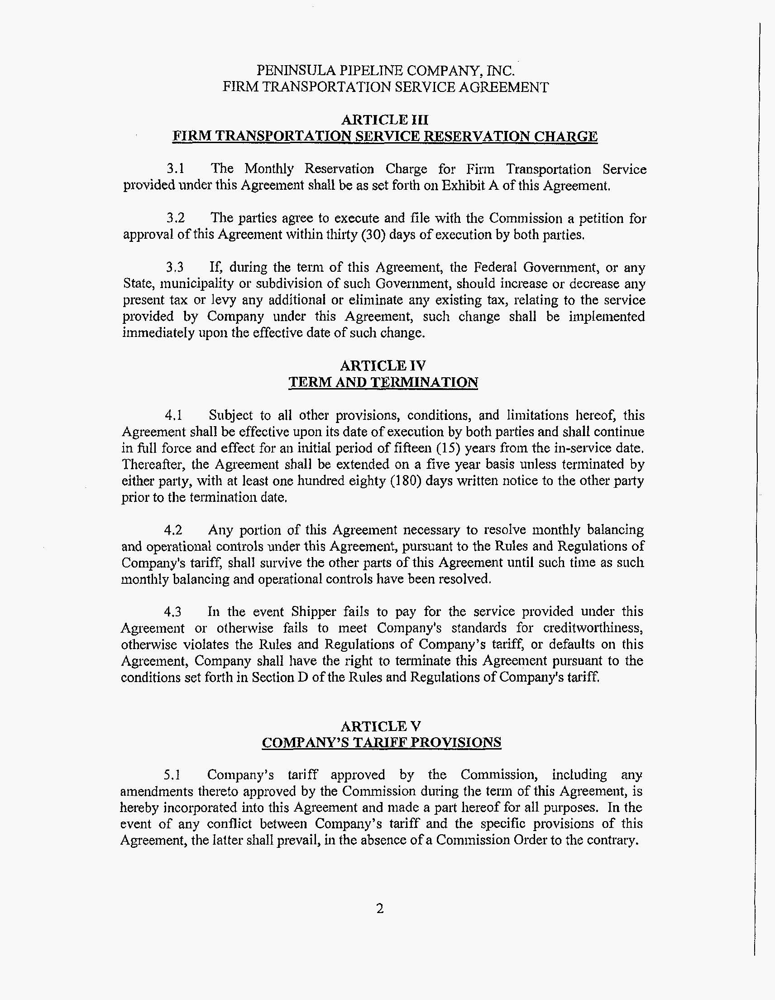 PENINSULA PIPELINE COMPANY, INC.
FIRM TRANSPORTATION SERVICE AGREEMENT
ARTICLE III
FIRM TRANSPORTATION SERVICE RESERVATION CHARGE
3.1 The Monthly Reservation Charge for Firm Transportation Service
provided under this Agreement shall be as set forth on Exhibit A of this Agreement.
3.2 The parties agree to execute and file with the Commission a petition for
approval of this Agreement within thirty (30) days of execution by both parties.
3.3 If, during the term of this Agreement, the Federal Government, or any
State, municipality or subdivision of such Government, should increase or decrease any
present tax or levy any additional or eliminate any existing tax, relating to the service
provided by Company under this Agreement, such change shall be implemented
immediately upon the effective date of such change.
ARTICLE IV
TERM AND TERMINATION
4.1 Subject to all other provisions, conditions, and limitations hereof, this
Agreement shall be effective upon its date of execution by both parties and shall continue
in full force and effect for an initial period of fifteen (15) years from the in-service date.
Thereafter, the Agreement shall be extended on a five year basis unless terminated by
either party, with at least one hundred eighty (180) days written notice to the other party
prior to the termination date.
4.2 Any portion of this Agreement necessary to resolve monthly balancing
and operational controls under this Agreement, pursuant to the Rules and Regulations of
Company's tariff, shall survive the other parts of this Agreement until such time as such
monthly balancing and operational controls have been resolved.
4.3 In the event Shipper fails to pay for the service provided under this
Agreement or otherwise fails to meet Company's standards for creditworthiness,
otherwise violates the Rules and Regulations of Company's tariff, or defaults on this
Agreement, Company shall have the right to terminate this Agreement pursuant to the
conditions set forth in Section D of the Rules and Regulations of Company's tariff.
ARTICLE V
COMPANY'S TARIFF PROVISIONS
5.1 Company's tariff approved by the Commission, including any
amendments thereto approved by the Commission during the term of this Agreement, is
hereby incorporated into this Agreement and made a part hereof for all purposes. In the
event of any conflict between Company's tariff and the specific provisions of this
Agreement, the latter shall prevail, in the absence of a Commission Order to the contrary.
2